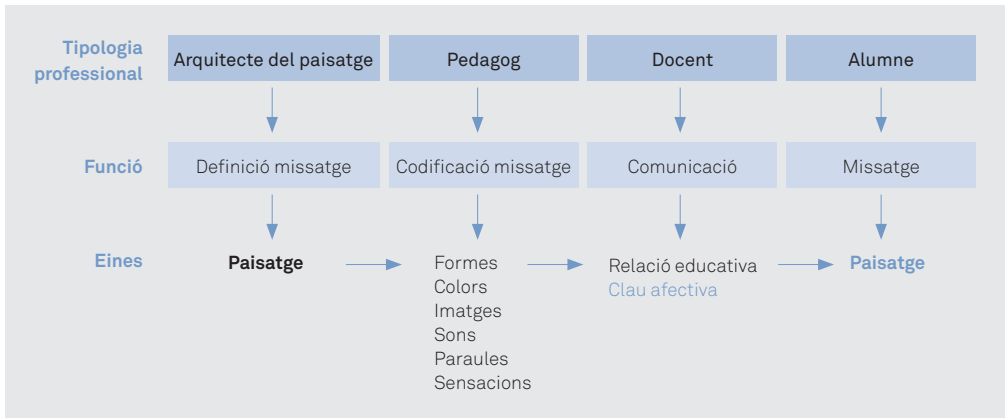 Tipologia
professional
Arquitecte del paisatge
Pedagog
Docent
Alumne
Funció
Definició missatge
Codificació missatge
Comunicació
Missatge
Eines
Paisatge
Formes
Colors
Imatges
Sons
Paraules
Sensacions
Relació educativa
Clau afectiva
Paisatge